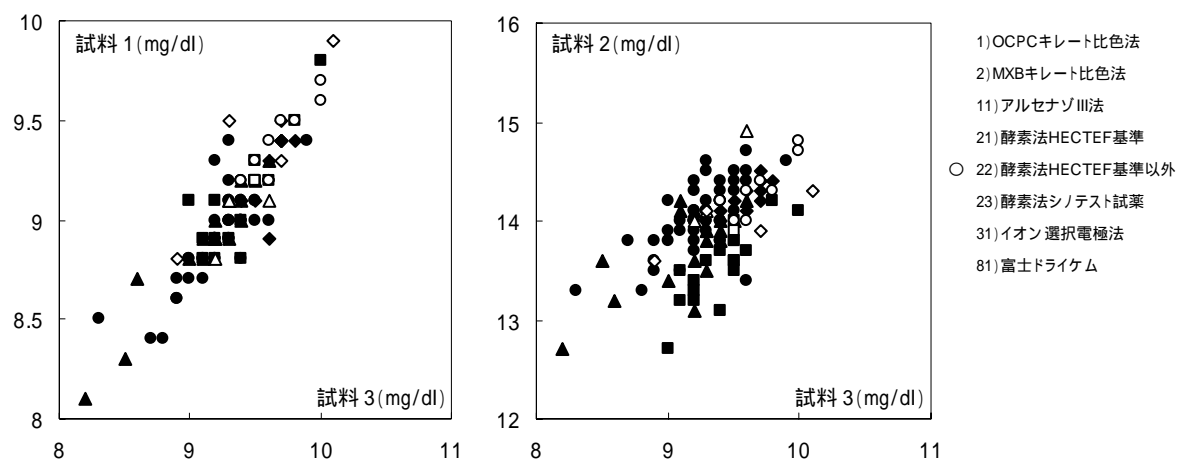 試料 1(mg/dl)
10
9.5
9
8.5
8
試料 3(mg/dl)
8
9
10
11
試料 2(mg/dl)
16
15
14
13
12
試料 3(mg/dl)
8
9
10
11
1)OCPCキレート比色法
2)MXBキレート比色法
11)アルセナゾIII法
21)酵素法HECTEF基準
22)酵素法HECTEF基準以外
23)酵素法シノテスト試薬
31)イオン選択電極法
81)富士ドライケム